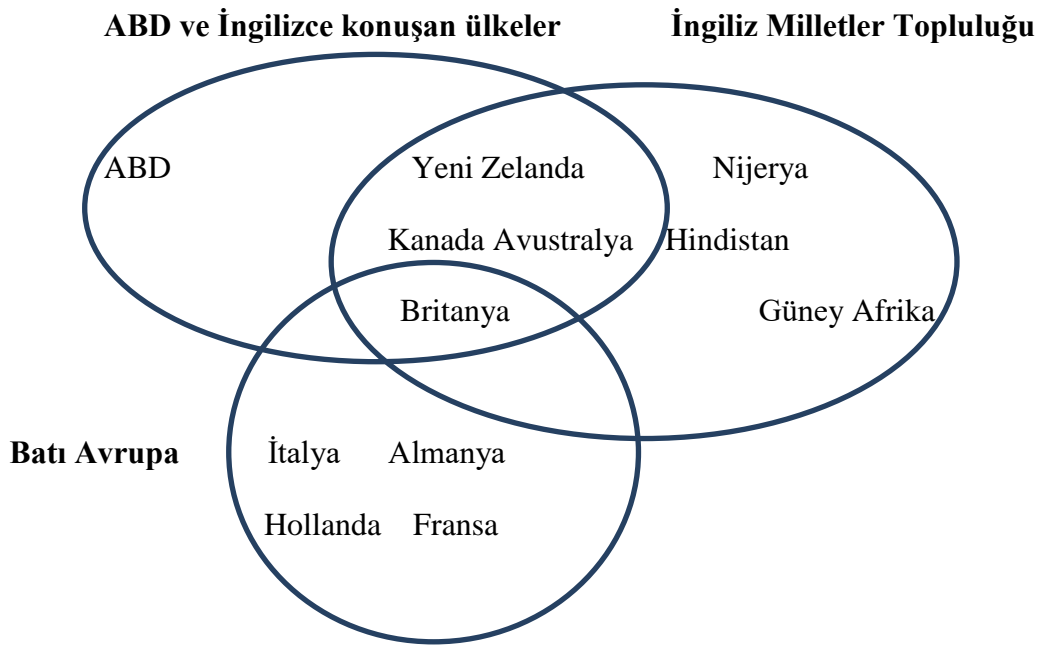 ABD ve İngilizce konuşan ülkeler İngiliz Milletler Topluluğu
ABD Yeni Zelanda Nijerya
Kanada Avustralya Hindistan
Britanya Güney Afrika
Batı Avrupa İtalya Almanya
Hollanda Fransa